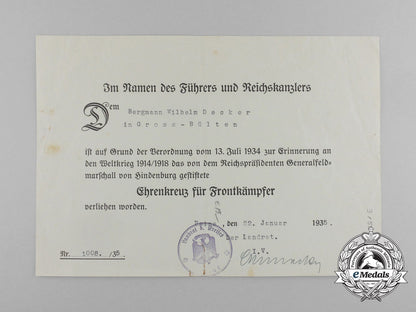 Im Namen des Führers und Reichskanzlers
Dem
Bergmann Wilhelm Decker
in Gross-Bülten
ist auf Grund der Verordnung vom 13. Juli 1934 zur Erinnerung an
den Weltkrieg 1914/1918 das von dem Reichspräsidenten Generalfeld-
marschall von Hindenburg gestiftete
Ehrenkreuz für Frontkämpfer
verliehen worden.
Peine, den 22. Januar 1935
Der Landrat.
I.V.
Nr. 1008. /35.
eMedals